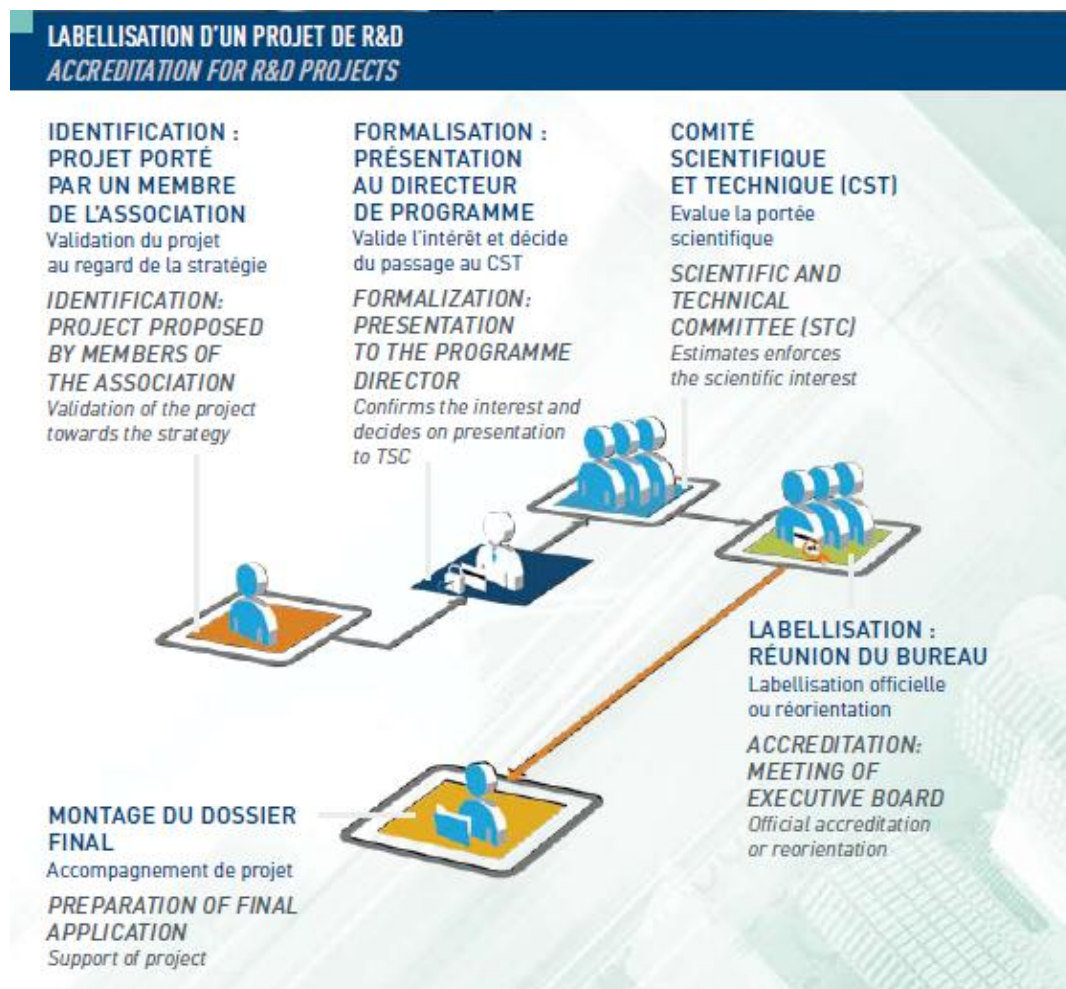 LABELLISATION D'UN PROJET DE R&D
ACCREDITATION FOR R&D PROJECTS
IDENTIFICATION :
PROJET PORTÉ
PAR UN MEMBRE
DE L'ASSOCIATION
Validation du projet
au regard de la stratégie
IDENTIFICATION:
PROJECT PROPOSED
BY MEMBERS OF
THE ASSOCIATION
Validation of the project
towards the strategy
FORMALISATION :
PRÉSENTATION
AU DIRECTEUR
DE PROGRAMME
Valide l'intérêt et décide
du passage au CST
FORMALIZATION:
PRESENTATION
TO THE PROGRAMME
DIRECTOR
Confirms the interest and
decides on presentation
to TSC
COMITÉ
SCIENTIFIQUE
ET TECHNIQUE (CST)
Evalue la portée
scientifique
SCIENTIFIC AND
TECHNICAL
COMMITTEE (STC)
Estimates enforces
the scientific interest
LABELLISATION :
RÉUNION DU BUREAU
Labellisation officielle
ou réorientation
ACCREDITATION:
MEETING OF
EXECUTIVE BOARD
Official accreditation
or reorientation
MONTAGE DU DOSSIER
FINAL
Accompagnement de projet
PREPARATION OF FINAL
APPLICATION
Support of project